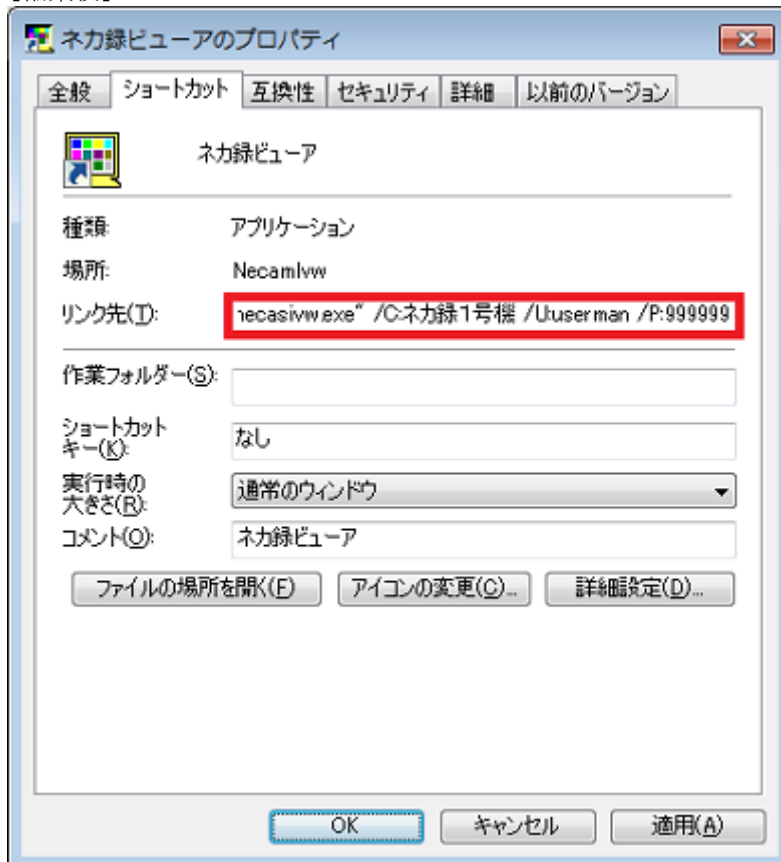 ネカ録ビューアのプロパティ
全般 ショートカット 互換性 セキュリティ 詳細 以前のバージョン
ネカ録ビューア
種類: アプリケーション
場所: Necamlvw
リンク先(T): necasivw.exe" /C:ネカ録1号機 /U:userman /P:999999
作業フォルダー(S):
ショートカット
キー(K): なし
実行時の
大きさ(R): 通常のウィンドウ
コメント(O): ネカ録ビューア
ファイルの場所を開く(F) アイコンの変更(C)... 詳細設定(D)...
OK キャンセル 適用(A)